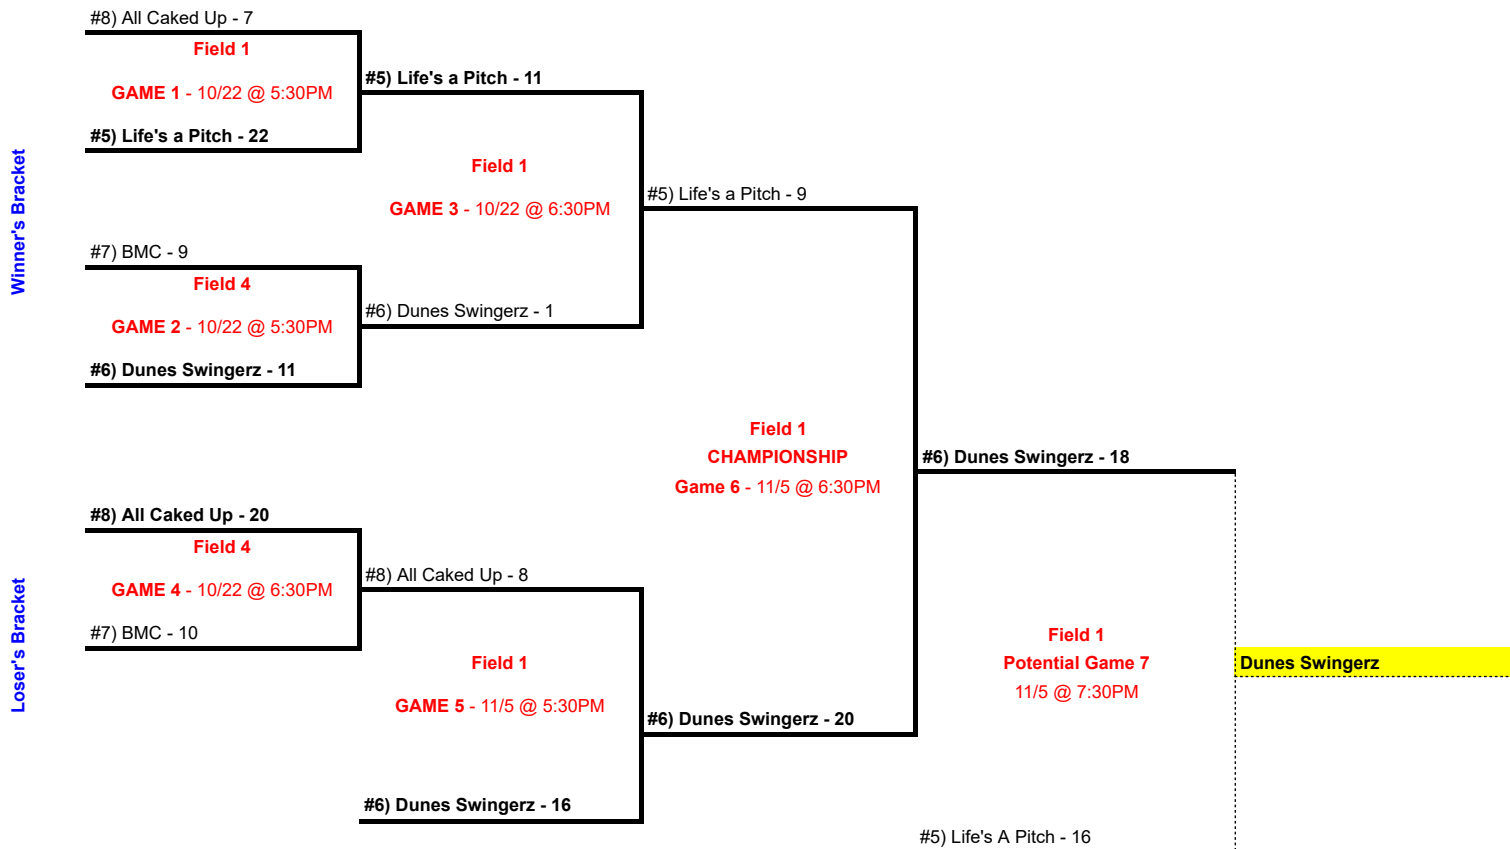 #8) All Caked Up - 7
Field 1
GAME 1 - 10/22 @ 5:30PM
#5) Life's a Pitch - 22
#5) Life's a Pitch - 11
Field 1
GAME 3 - 10/22 @ 6:30PM
#5) Life's a Pitch - 9
Winner's Bracket
#7) BMC - 9
Field 4
GAME 2 - 10/22 @ 5:30PM
#6) Dunes Swingerz - 11
#6) Dunes Swingerz - 1
Field 1
CHAMPIONSHIP
Game 6 - 11/5 @ 6:30PM
#6) Dunes Swingerz - 18
#8) All Caked Up - 20
Field 4
GAME 4 - 10/22 @ 6:30PM
#7) BMC - 10
Loser's Bracket
#8) All Caked Up - 8
Field 1
GAME 5 - 11/5 @ 5:30PM
#6) Dunes Swingerz - 16
#6) Dunes Swingerz - 20
Field 1
Potential Game 7
11/5 @ 7:30PM
Dunes Swingerz
#5) Life's A Pitch - 16